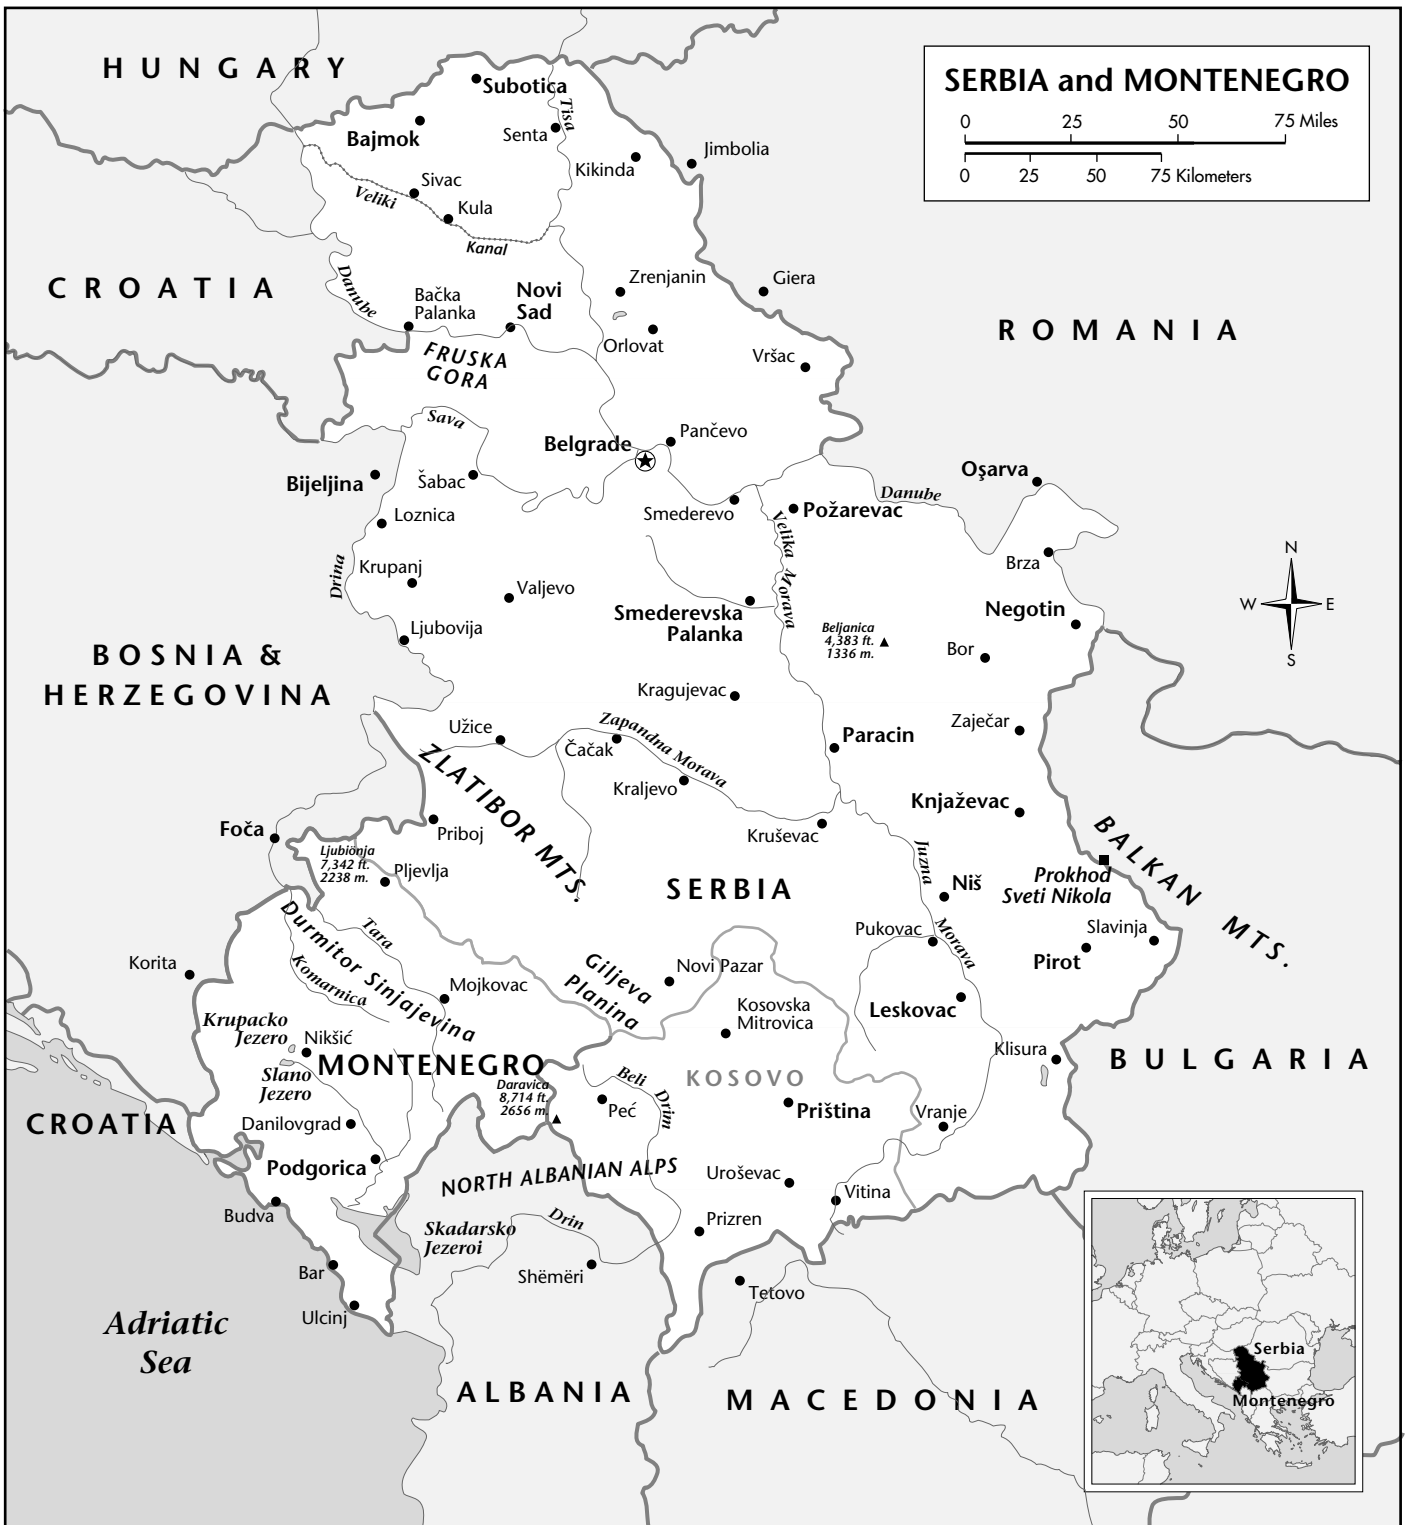 SERBIA and MONTENEGRO
0 25 50 75 Miles
0 25 50 75 Kilometers
HUNGARY
Subotica
Tisa
Bajmok
Senta
Kikinda
Jimbolia
Sivac
Veliki
Kula
Kanal
CROATIA
Danube
Bačka
Palanka
Novi
Sad
Zrenjanin
Giera
ROMANIA
Orlovat
Vršac
FRUSKA
GORA
Sava
Belgrade
Pančevo
Bijeljina
Šabac
Oşarva
Danube
Loznica
Smederevo
Požarevac
Velika Morava
Drina
Krupanj
Valjevo
Brza
N
W E
S
Smederevska
Palanka
Negotin
Ljubovija
Beljanica
4,383 ft.
1336 m.
Bor
BOSNIA &
HERZEGOVINA
Kragujevac
Užice
Čačak
Zapandna Morava
Zaječar
Paracin
ZLATIBOR MTS.
Kraljevo
Knjaževac
Foča
Priboj
Kruševac
BALKAN MTS.
Ljubiönja
7,342 ft.
2238 m.
Pljevlja
Juzna Morava
Niš
Prokhod
Sveti Nikola
SERBIA
Durmitor Sinjajevina
Tara
Pukovac
Slavinja
Korita
Komarnica
Mojkovac
Giljeva
Planina
Novi Pazar
Pirot
Kosovska
Mitrovica
Leskovac
Krupacko
Jezero
Nikšić
Klisura
MONTENEGRO
KOSOVO
BULGARIA
Slano
Jezero
Daravica
8,714 ft.
2656 m.
Beli Drim
Peć
Priština
Vranje
CROATIA
Danilovgrad
Podgorica
NORTH ALBANIAN ALPS
Uroševac
Vitina
Budva
Skadarsko
Jezeroi
Drin
Prizren
Bar
Shëmëri
Tetovo
Ulcinj
Adriatic
Sea
ALBANIA
MACEDONIA
Serbia
Montenegro